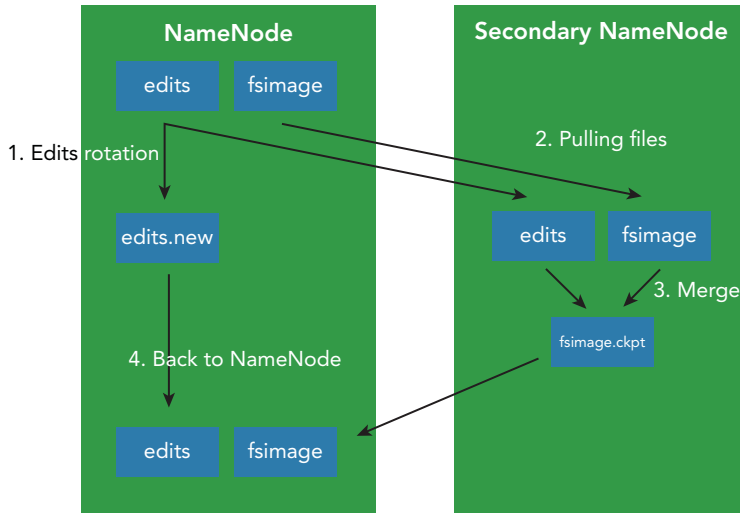 NameNode
Secondary NameNode
edits
fsimage
1. Edits rotation
2. Pulling files
edits.new
edits
fsimage
3. Merge
fsimage.ckpt
4. Back to NameNode
edits
fsimage